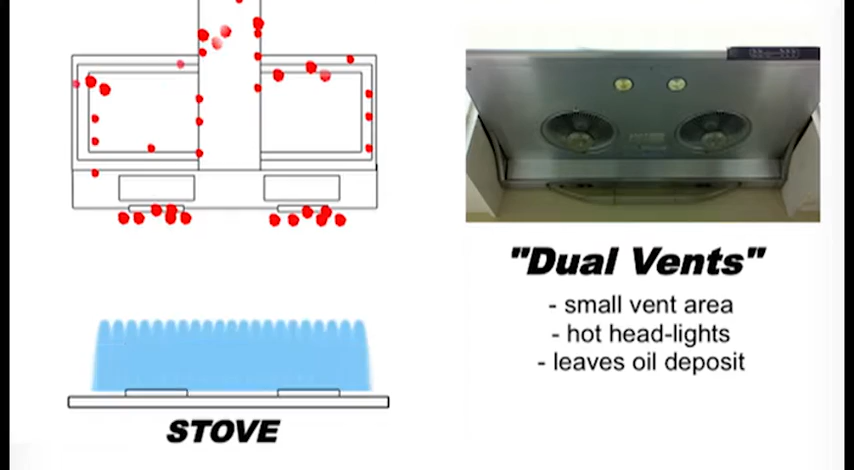 "Dual Vents"
- small vent area
- hot head-lights
- leaves oil deposit
STOVE